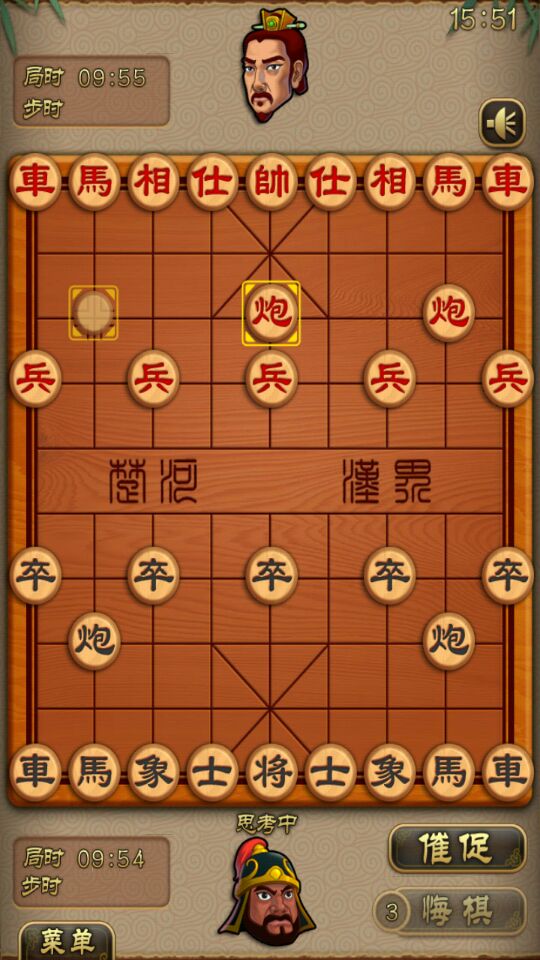 15:51
局时 09:55
步时
車馬相仕帥仕相馬車
炮炮
兵兵兵兵兵
楚河 漢界
卒卒卒卒卒
炮炮
車馬象士将士象馬車
思考中
局时 09:54
步时
催促
3 悔棋
菜单